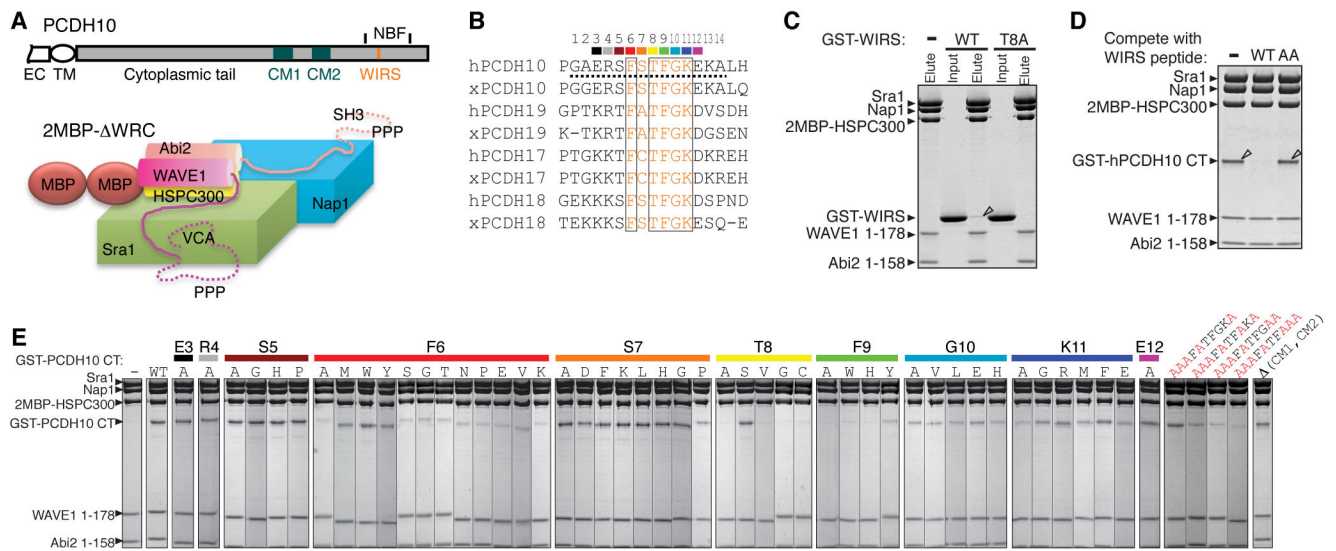 A
PCDH10
NBF
EC TM Cytoplasmic tail CM1 CM2 WIRS
2MBP-ΔWRC
SH3
PPP
Abi2
MBP MBP WAVE1
HSPC300
Nap1
Sra1 VCA
PPP
B
1 2 3 4 5 6 7 8 9 10 11 12 13 14
hPCDH10 PGAERSFSTFGKEKALH
xPCDH10 PGGERSFSTFGKEKALQ
hPCDH19 GPTKRTFATFGKDVSDH
xPCDH19 K-TKRTFATFGKDGSEN
hPCDH17 PTGKKTFCTFGKDKREH
xPCDH17 PTGKKTFCTFGKDKREH
hPCDH18 GEKKKSFSTFGKDSPND
xPCDH18 TEKKKSFSTFGKESQ-E
C
GST-WIRS: – WT T8A
Elute Input Elute Input Elute
Sra1
Nap1
2MBP-HSPC300
GST-WIRS
WAVE1 1-178
Abi2 1-158
D
Compete with
WIRS peptide: – WT AA
Sra1
Nap1
2MBP-HSPC300
GST-hPCDH10 CT
WAVE1 1-178
Abi2 1-158
E
E3 R4 S5 F6 S7 T8 F9 G10 K11 E12
AAAFATFGKA AAAFATFAKA AAAFATFGAA AAAFATFAAA Δ(CM1,CM2)
GST-PCDH10 CT: – WT A A A G H P A M W Y S G T N P E V K A D F K L H G P A S V G C A W H Y A V L E H A G R M F E A
Sra1
Nap1
2MBP-HSPC300
GST-PCDH10 CT
WAVE1 1-178
Abi2 1-158